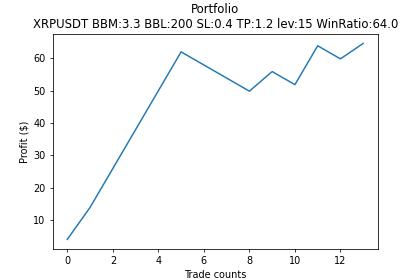 Portfolio
XRPUSDT BBM:3.3 BBL:200 SL:0.4 TP:1.2 lev:15 WinRatio:64.0
Profit ($)
60
50
40
30
20
10
0 2 4 6 8 10 12
Trade counts